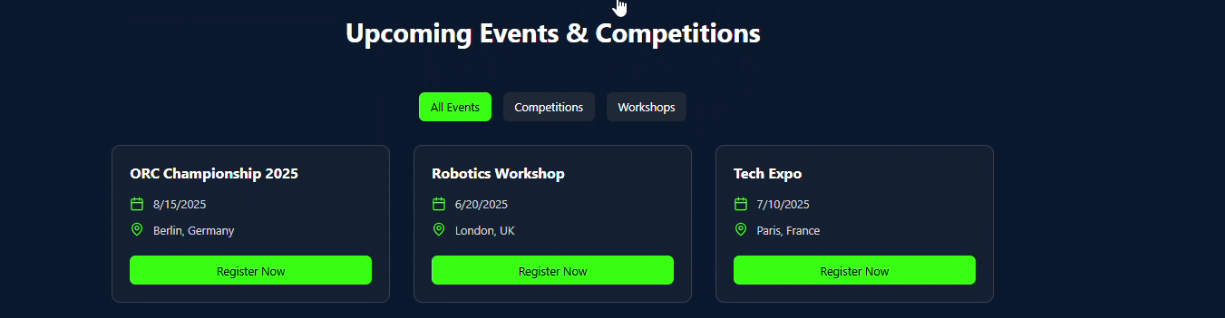 Upcoming Events & Competitions
All Events Competitions Workshops
ORC Championship 2025
8/15/2025
Berlin, Germany
Register Now
Robotics Workshop
6/20/2025
London, UK
Register Now
Tech Expo
7/10/2025
Paris, France
Register Now